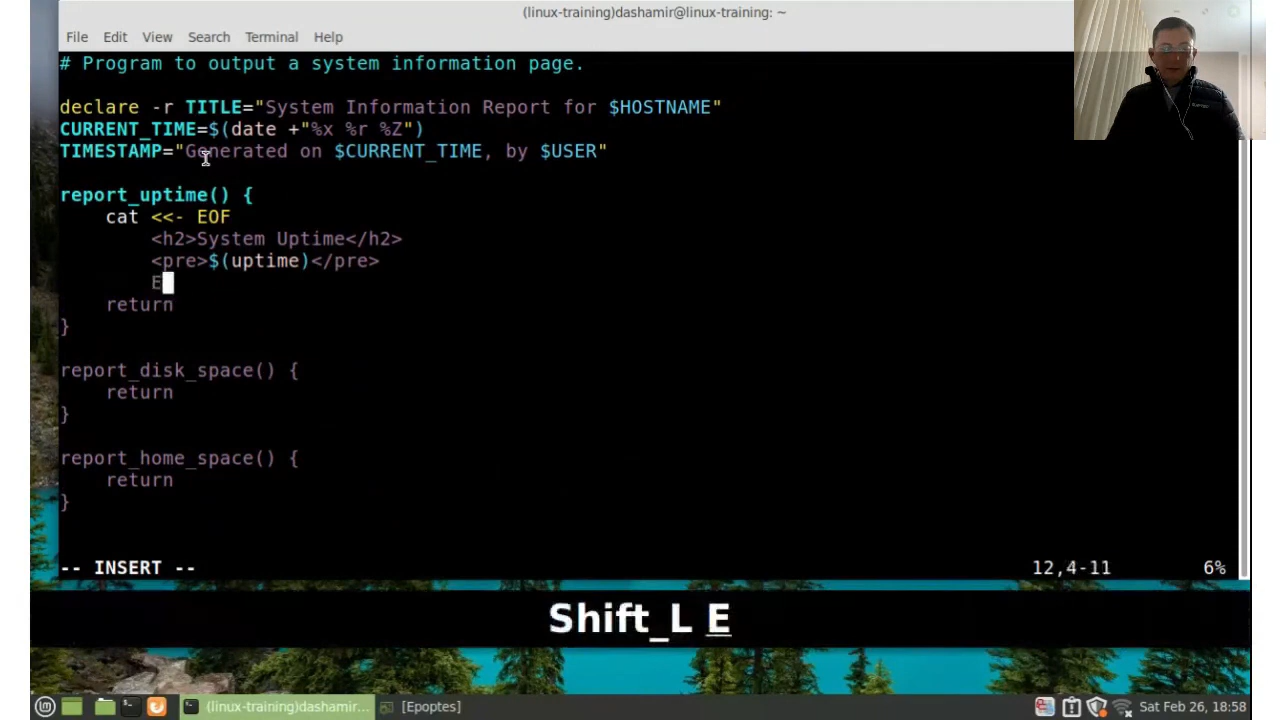 (linux-training)dashamir@linux-training: ~
File Edit View Search Terminal Help
# Program to output a system information page.
declare -r TITLE="System Information Report for $HOSTNAME"
CURRENT_TIME=$(date +"%x %r %Z")
TIMESTAMP="Generated on $CURRENT_TIME, by $USER"
report_uptime() {
    cat <<- EOF
        <h2>System Uptime</h2>
        <pre>$(uptime)</pre>
        E
    return
}
report_disk_space() {
    return
}
report_home_space() {
    return
}
-- INSERT -- 12,4-11 6%
Shift_L E
(linux-training)dashamir... [Epoptes] Sat Feb 26, 18:58